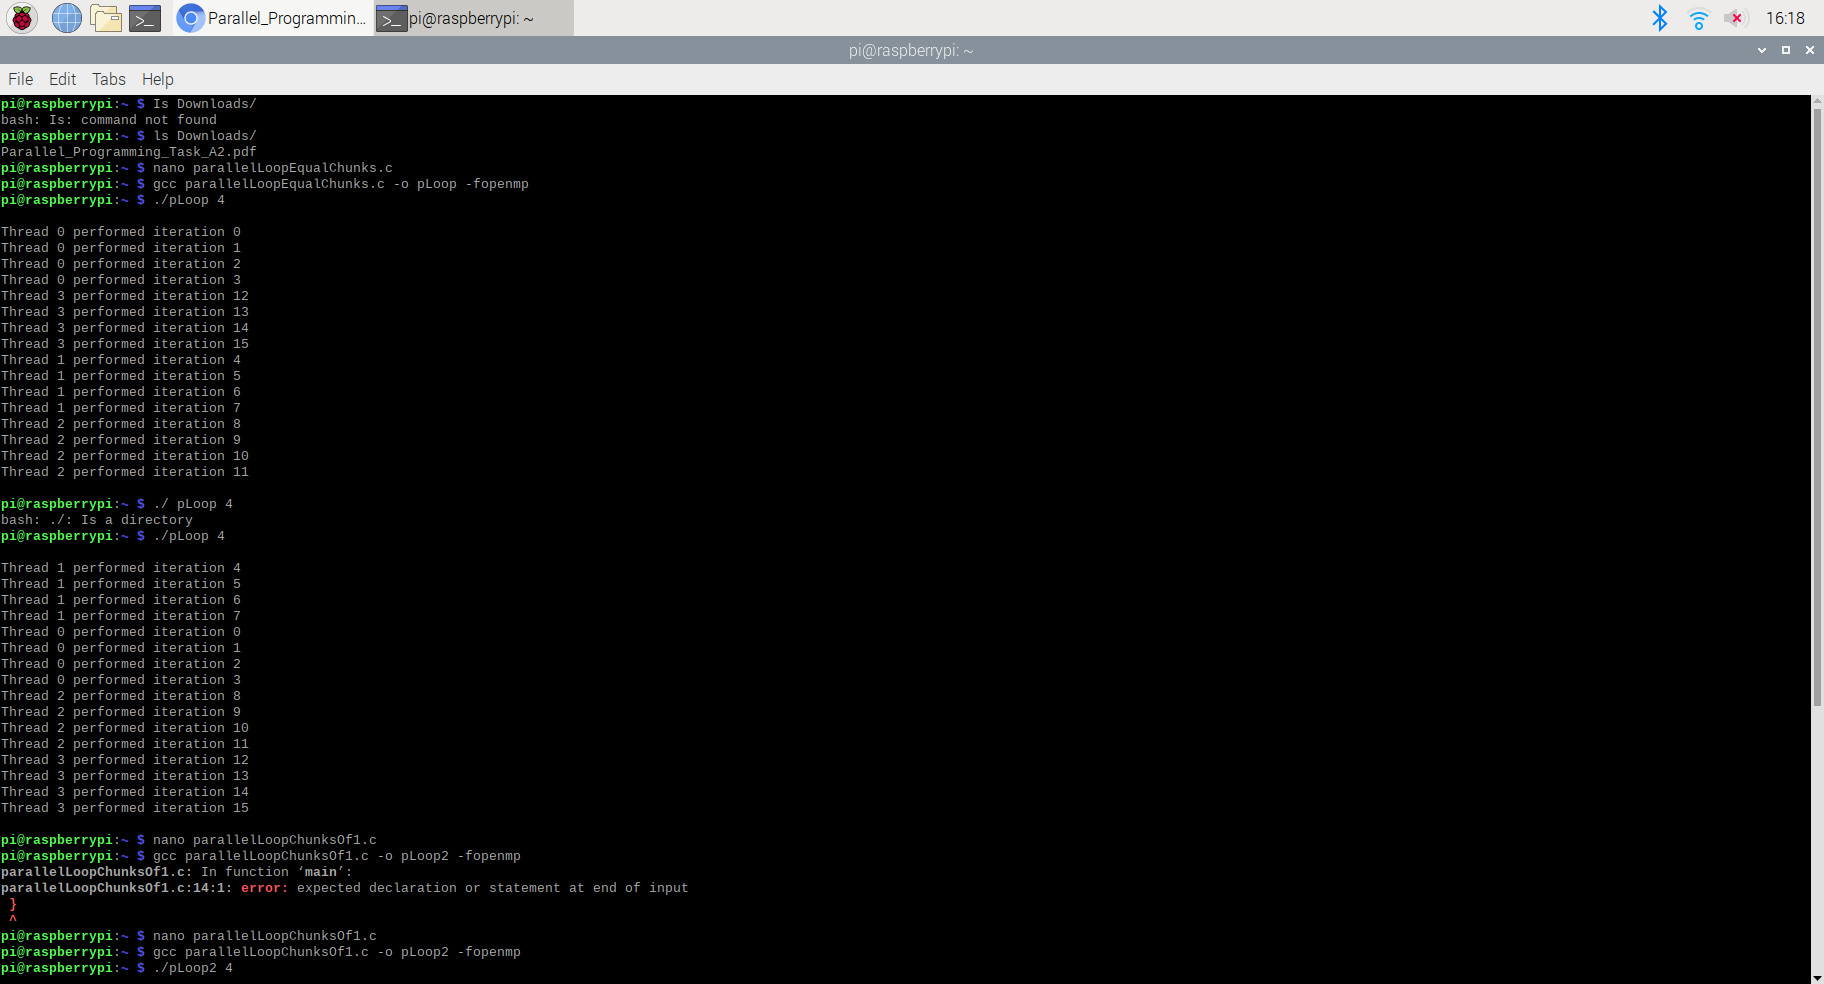 Parallel_Programmin...
pi@raspberrypi: ~
16:18
pi@raspberrypi: ~
File Edit Tabs Help
pi@raspberrypi:~ $ Is Downloads/
bash: Is: command not found
pi@raspberrypi:~ $ ls Downloads/
Parallel_Programming_Task_A2.pdf
pi@raspberrypi:~ $ nano parallelLoopEqualChunks.c
pi@raspberrypi:~ $ gcc parallelLoopEqualChunks.c -o pLoop -fopenmp
pi@raspberrypi:~ $ ./pLoop 4
Thread 0 performed iteration 0
Thread 0 performed iteration 1
Thread 0 performed iteration 2
Thread 0 performed iteration 3
Thread 3 performed iteration 12
Thread 3 performed iteration 13
Thread 3 performed iteration 14
Thread 3 performed iteration 15
Thread 1 performed iteration 4
Thread 1 performed iteration 5
Thread 1 performed iteration 6
Thread 1 performed iteration 7
Thread 2 performed iteration 8
Thread 2 performed iteration 9
Thread 2 performed iteration 10
Thread 2 performed iteration 11
pi@raspberrypi:~ $ ./ pLoop 4
bash: ./: Is a directory
pi@raspberrypi:~ $ ./pLoop 4
Thread 1 performed iteration 4
Thread 1 performed iteration 5
Thread 1 performed iteration 6
Thread 1 performed iteration 7
Thread 0 performed iteration 0
Thread 0 performed iteration 1
Thread 0 performed iteration 2
Thread 0 performed iteration 3
Thread 2 performed iteration 8
Thread 2 performed iteration 9
Thread 2 performed iteration 10
Thread 2 performed iteration 11
Thread 3 performed iteration 12
Thread 3 performed iteration 13
Thread 3 performed iteration 14
Thread 3 performed iteration 15
pi@raspberrypi:~ $ nano parallelLoopChunksOf1.c
pi@raspberrypi:~ $ gcc parallelLoopChunksOf1.c -o pLoop2 -fopenmp
parallelLoopChunksOf1.c: In function ‘main’:
parallelLoopChunksOf1.c:14:1: error: expected declaration or statement at end of input
}
^
pi@raspberrypi:~ $ nano parallelLoopChunksOf1.c
pi@raspberrypi:~ $ gcc parallelLoopChunksOf1.c -o pLoop2 -fopenmp
pi@raspberrypi:~ $ ./pLoop2 4